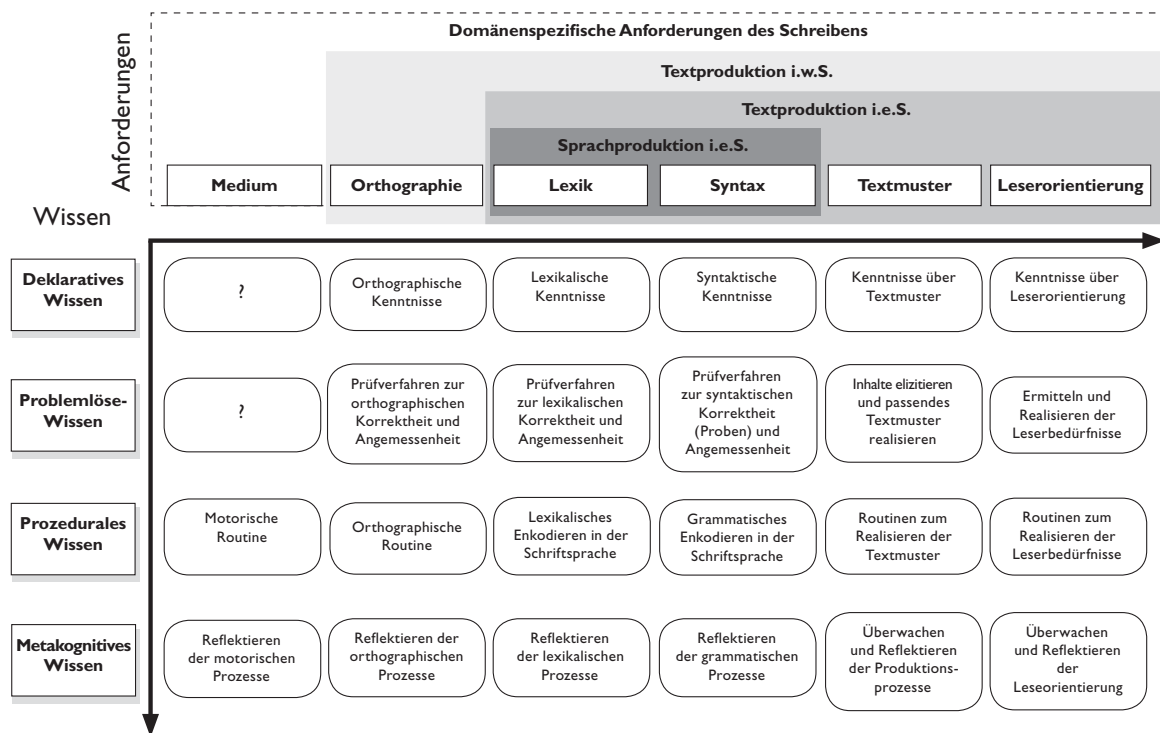 Anforderungen
Domänenspezifische Anforderungen des Schreibens
Textproduktion i.w.S.
Textproduktion i.e.S.
Sprachproduktion i.e.S.
Medium
Orthographie
Lexik
Syntax
Textmuster
Leserorientierung
Wissen
Deklaratives
Wissen
?
Orthographische
Kenntnisse
Lexikalische
Kenntnisse
Syntaktische
Kenntnisse
Kenntnisse über
Textmuster
Kenntnisse über
Leserorientierung
Problemlöse-
Wissen
?
Prüfverfahren zur
orthographischen
Korrektheit und
Angemessenheit
Prüfverfahren
zur lexikalischen
Korrektheit und
Angemessenheit
Prüfverfahren
zur syntaktischen
Korrektheit
(Proben) und
Angemessenheit
Inhalte elizitieren
und passendes
Textmuster
realisieren
Ermitteln und
Realisieren der
Leserbedürfnisse
Prozedurales
Wissen
Motorische
Routine
Orthographische
Routine
Lexikalisches
Enkodieren in der
Schriftsprache
Grammatisches
Enkodieren in der
Schriftsprache
Routinen zum
Realisieren der
Textmuster
Routinen zum
Realisieren der
Leserbedürfnisse
Metakognitives
Wissen
Reflektieren
der motorischen
Prozesse
Reflektieren der
orthographischen
Prozesse
Reflektieren
der lexikalischen
Prozesse
Reflektieren
der grammatischen
Prozesse
Überwachen
und Reflektieren
der Produktions-
prozesse
Überwachen
und Reflektieren
der
Leseorientierung